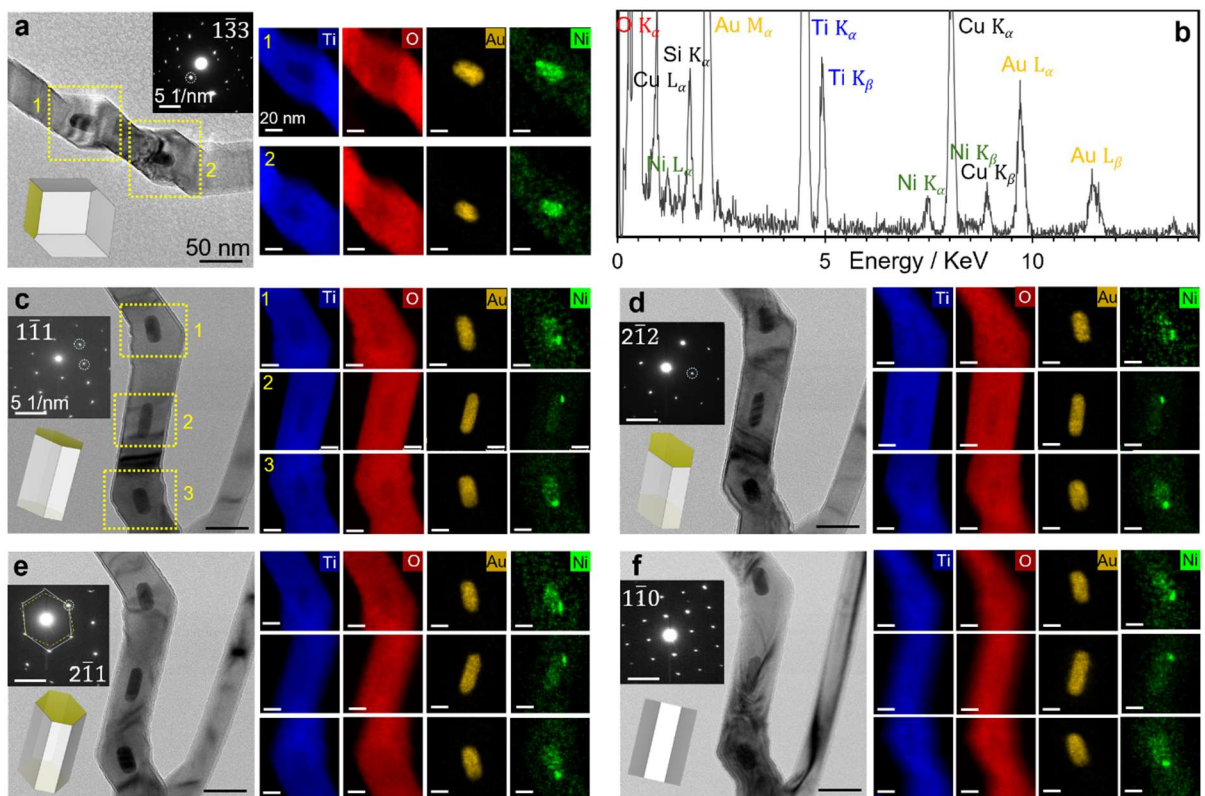 a
1
2
1 3̄ 3
5 1/nm
50 nm
1
Ti
O
Au
Ni
20 nm
2
b
O Kα
Au Mα
Ti Kα
Cu Kα
Si Kα
Cu Lα
Ti Kβ
Au Lα
Ni Lα
Ni Kβ
Cu Kβ
Au Lβ
Ni Kα
0
5
10
Energy / KeV
c
1 1̄ 1
5 1/nm
1
2
3
1
Ti
O
Au
Ni
2
3
d
2 1̄ 2
Ti
O
Au
Ni
e
2 1̄ 1
Ti
O
Au
Ni
f
1 1̄ 0
Ti
O
Au
Ni